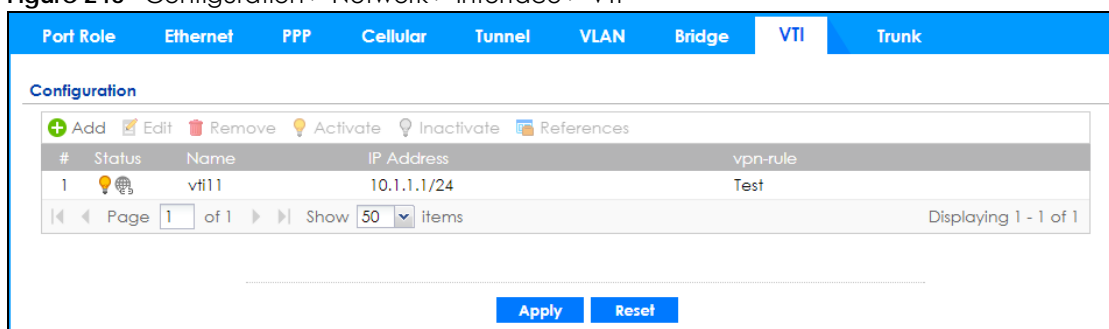 Port Role Ethernet PPP Cellular Tunnel VLAN Bridge VTI Trunk
Configuration
Add Edit Remove Activate Inactivate References
# Status Name IP Address vpn-rule
1 vti11 10.1.1.1/24 Test
Page 1 of 1 Show 50 items Displaying 1 - 1 of 1
Apply Reset